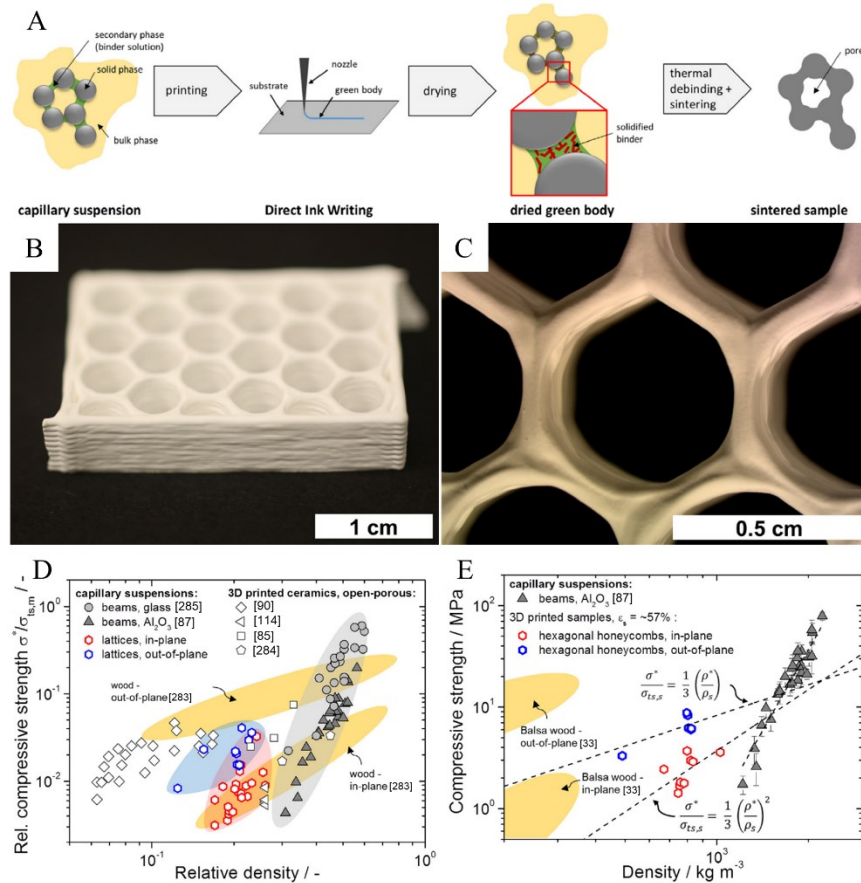 A
secondary phase
(binder solution)
solid phase
bulk phase
printing
substrate
nozzle
green body
drying
solidified
binder
thermal
debinding +
sintering
pore
capillary suspension
Direct Ink Writing
dried green body
sintered sample
B
1 cm
C
0.5 cm
D
capillary suspensions:
beams, glass [285]
beams, Al₂O₃ [87]
lattices, in-plane
lattices, out-of-plane
3D printed ceramics, open-porous:
[90]
[114]
[85]
[284]
wood -
out-of-plane[283]
wood -
in-plane [283]
Rel. compressive strength σ*/σts,m / -
10⁰
10⁻¹
10⁻²
10⁻¹
10⁰
Relative density / -
E
capillary suspensions:
beams, Al₂O₃ [87]
3D printed samples, εs = ~57% :
hexagonal honeycombs, in-plane
hexagonal honeycombs, out-of-plane
σ*/σts,s = 1/3 (ρ*/ρs)
Balsa wood -
out-of-plane [33]
Balsa wood -
in-plane [33]
σ*/σts,s = 1/3 (ρ*/ρs)²
Compressive strength / MPa
10²
10¹
10⁰
10³
Density / kg m⁻³